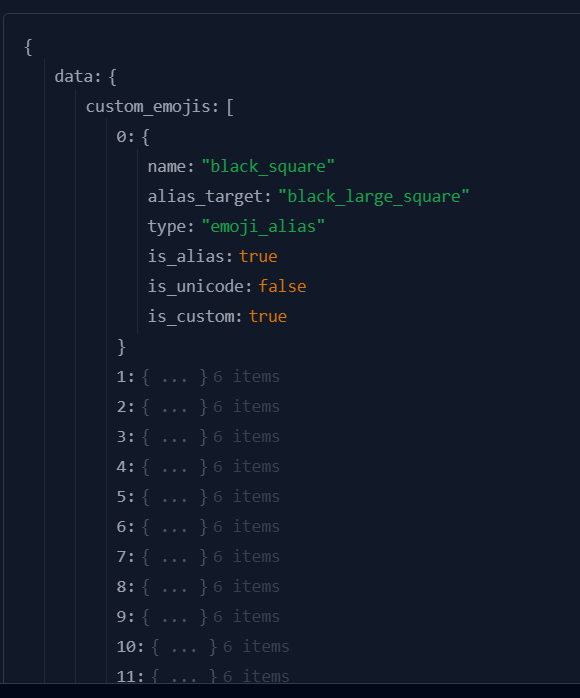 {
data: {
custom_emojis: [
0: {
name: "black_square"
alias_target: "black_large_square"
type: "emoji_alias"
is_alias: true
is_unicode: false
is_custom: true
}
1: { ... } 6 items
2: { ... } 6 items
3: { ... } 6 items
4: { ... } 6 items
5: { ... } 6 items
6: { ... } 6 items
7: { ... } 6 items
8: { ... } 6 items
9: { ... } 6 items
10: { ... } 6 items
11: { ... } 6 items